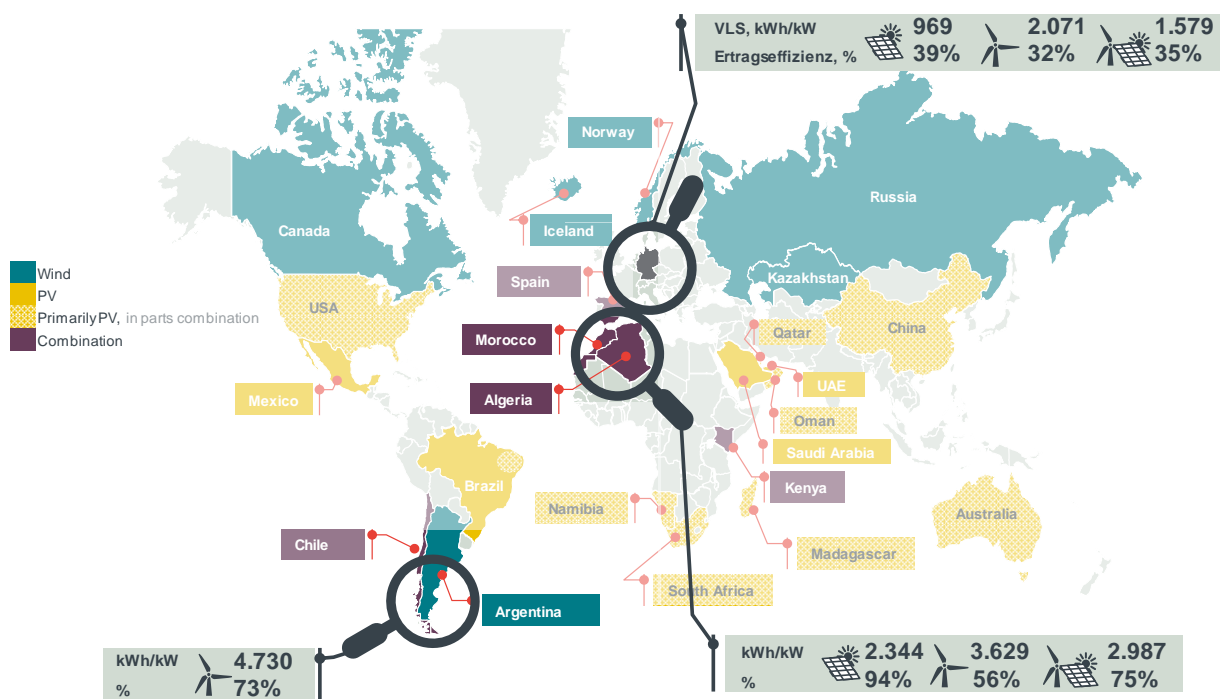 VLS, kWh/kW 969 2.071 1.579
Ertragseffizienz, % 39% 32% 35%
Norway
Russia
Canada
Iceland
Kazakhstan
Spain
Wind
PV
Primarily PV, in parts combination
Combination
USA
China
Qatar
Morocco
UAE
Algeria
Mexico
Oman
Saudi Arabia
Brazil
Kenya
Namibia
Australia
Chile
Madagascar
South Africa
Argentina
kWh/kW 4.730
% 73%
kWh/kW 2.344 3.629 2.987
% 94% 56% 75%